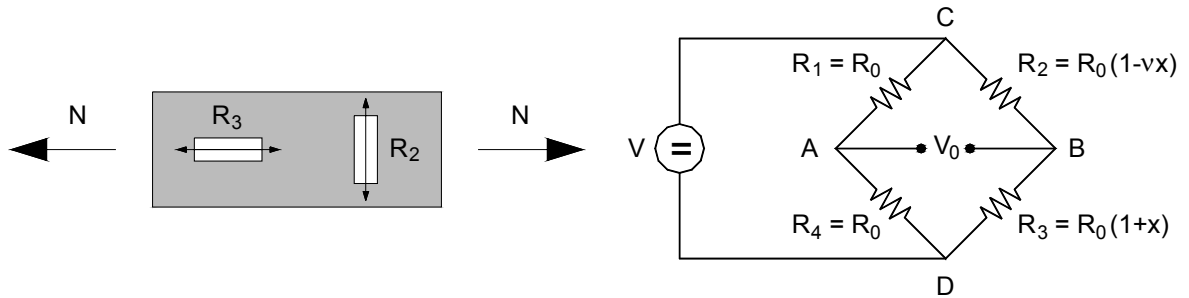 N
R3
R2
N
C
R1 = R0
R2 = R0(1-νx)
V
=
A
V0
B
R4 = R0
R3 = R0(1+x)
D